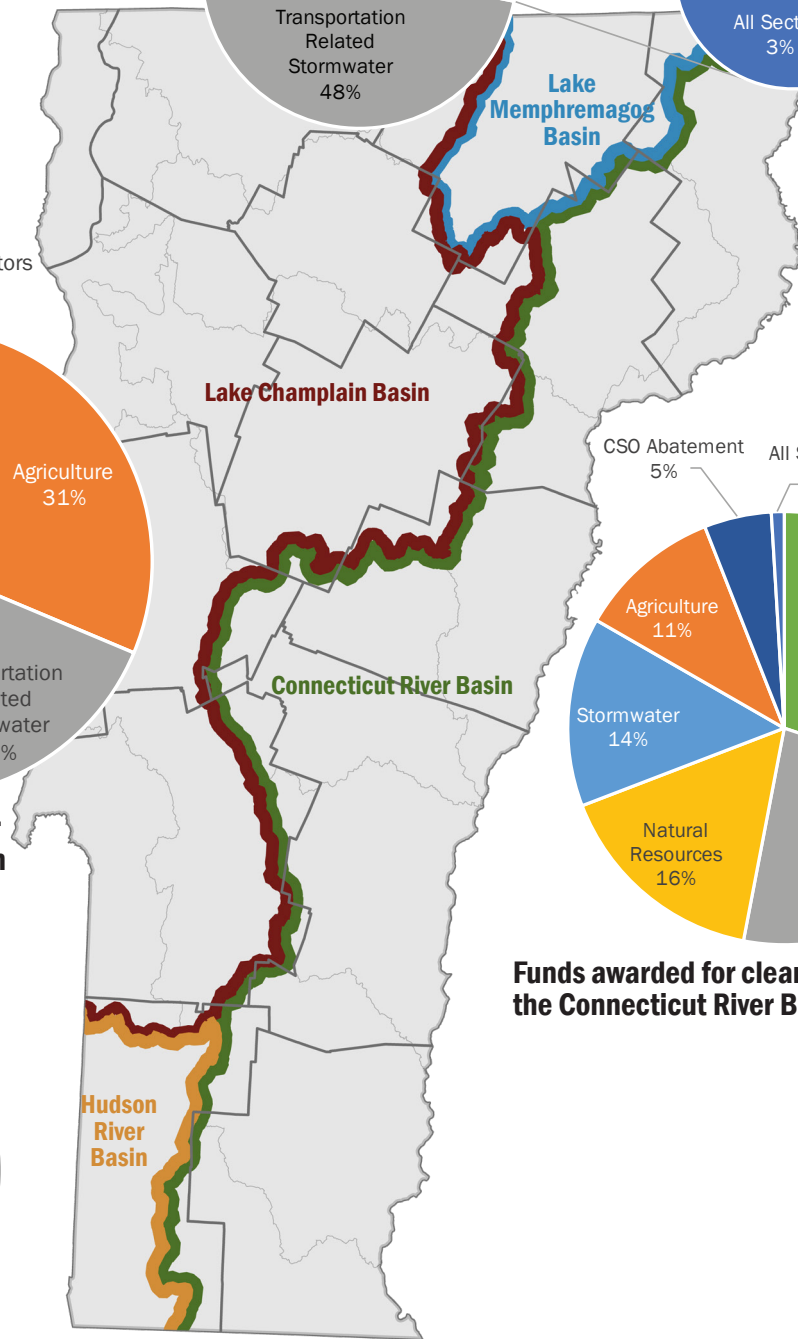 Transportation
Related
Stormwater
48%
All Sect
3%
Lake
Memphremagog
Basin
tors
Lake Champlain Basin
Agriculture
31%
CSO Abatement
5%
All S
Agriculture
11%
rtation
ted
water
%
Connecticut River Basin
Stormwater
14%
Natural
Resources
16%
Funds awarded for clean
the Connecticut River B
Hudson
River
Basin